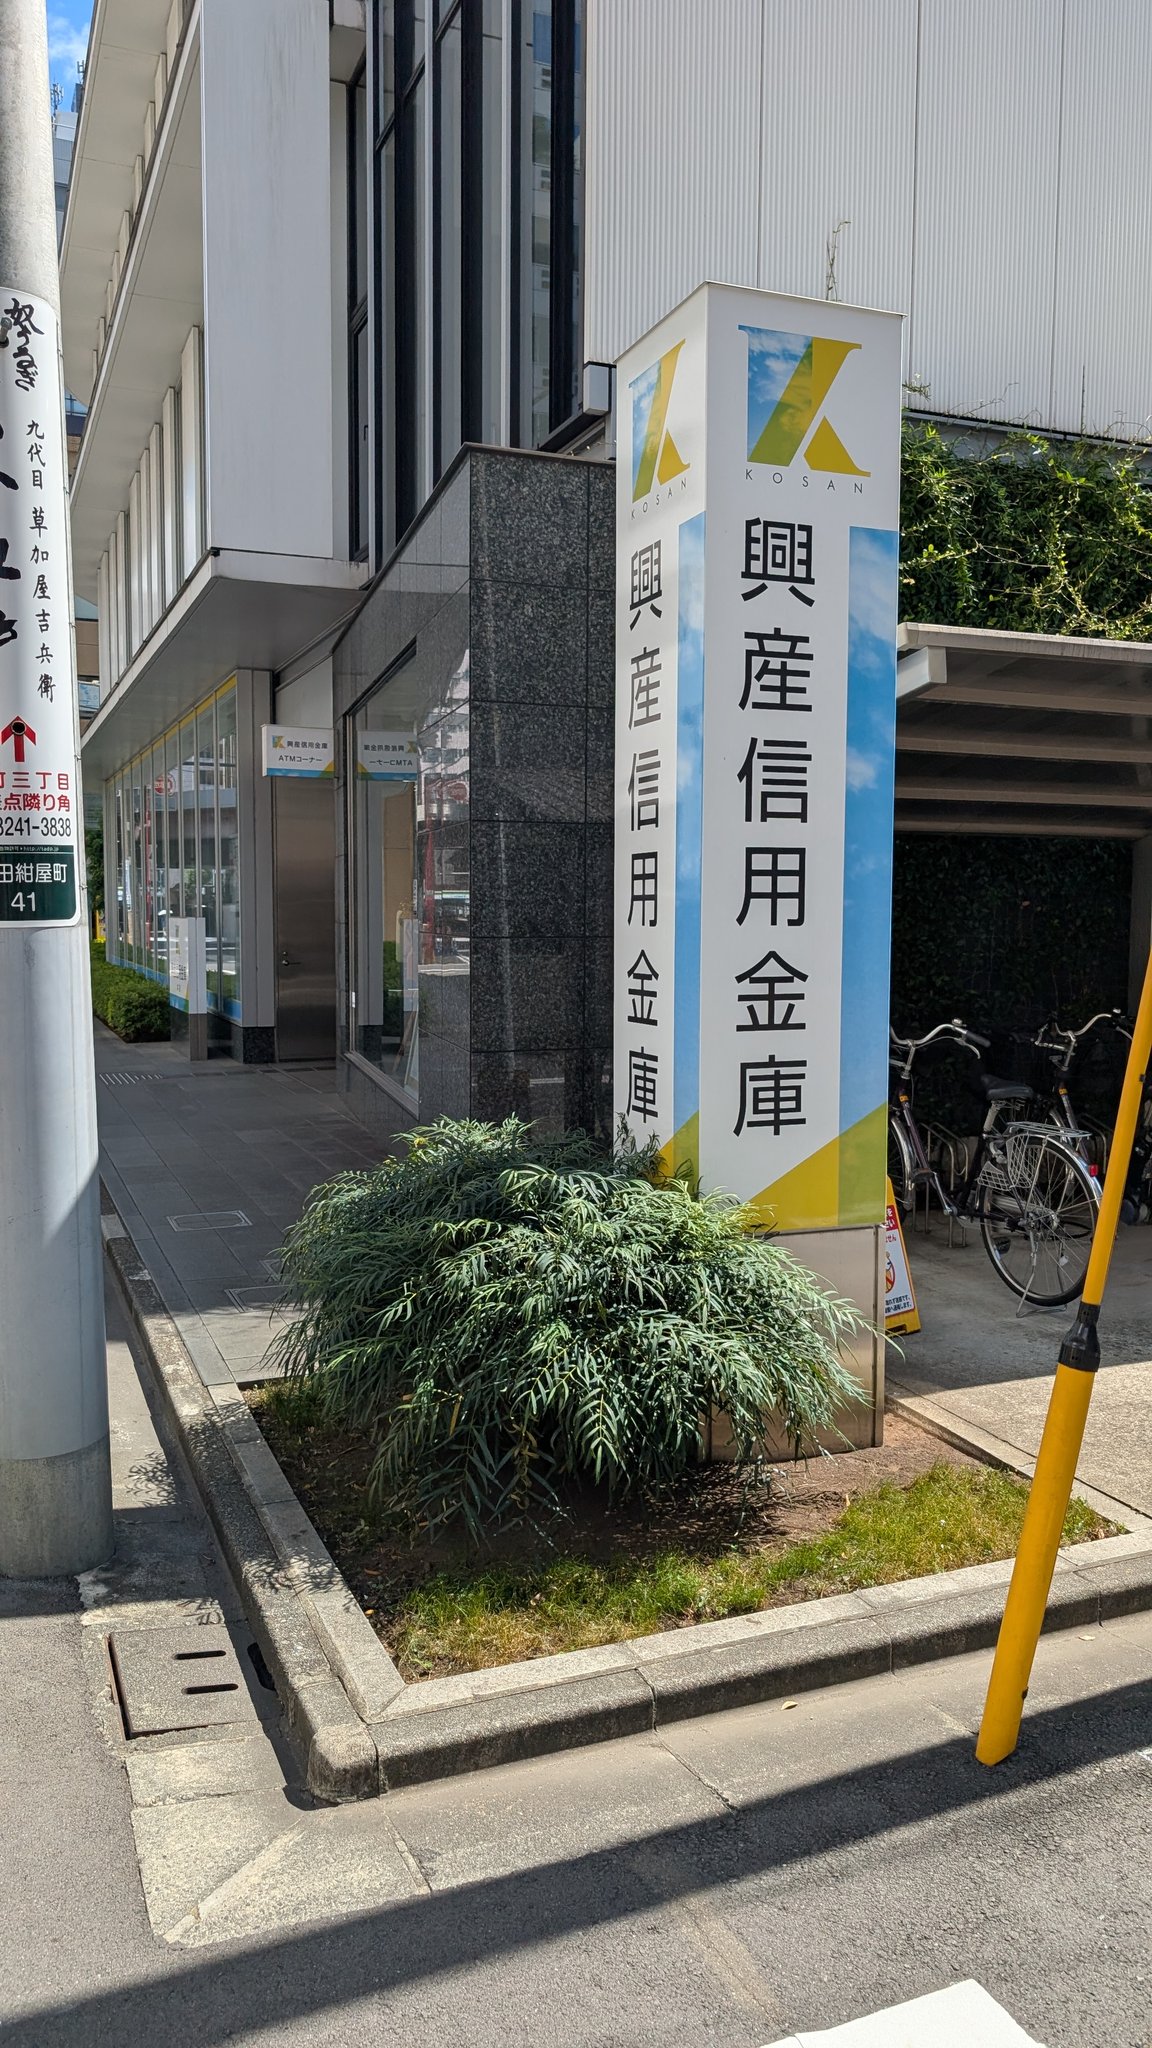 九代目 草加屋吉兵衛
町三丁目
点隣り角
3241-3838
田紺屋町
41
興産信用金庫
ATMコーナー
KOSAN
興産信用金庫
KOSAN
興産信用金庫